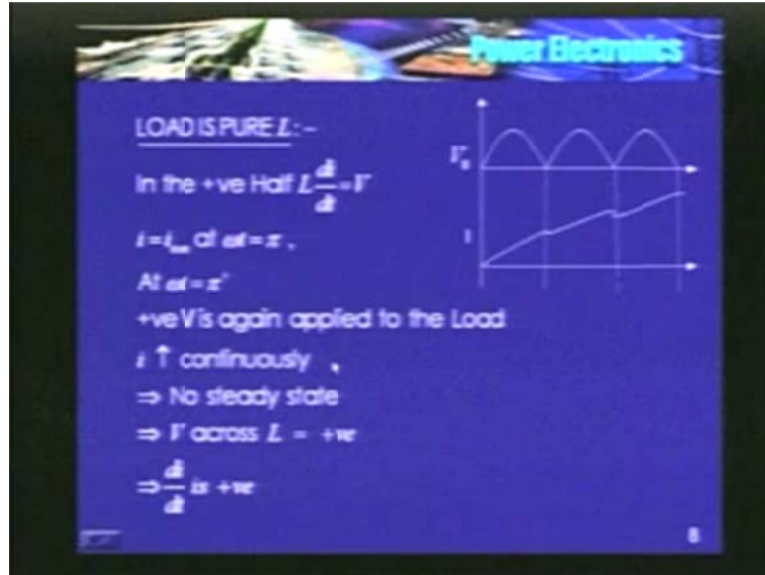 Power Electronics
LOAD IS PURE L:-
In the +ve Half L di/dt = V
i = i_max at ωt = π
At ωt = π⁺
+ve V is again applied to the Load
i ↑ continuously
⇒ No steady state
⇒ V across L = +ve
⇒ di/dt is +ve
V₀
I
8